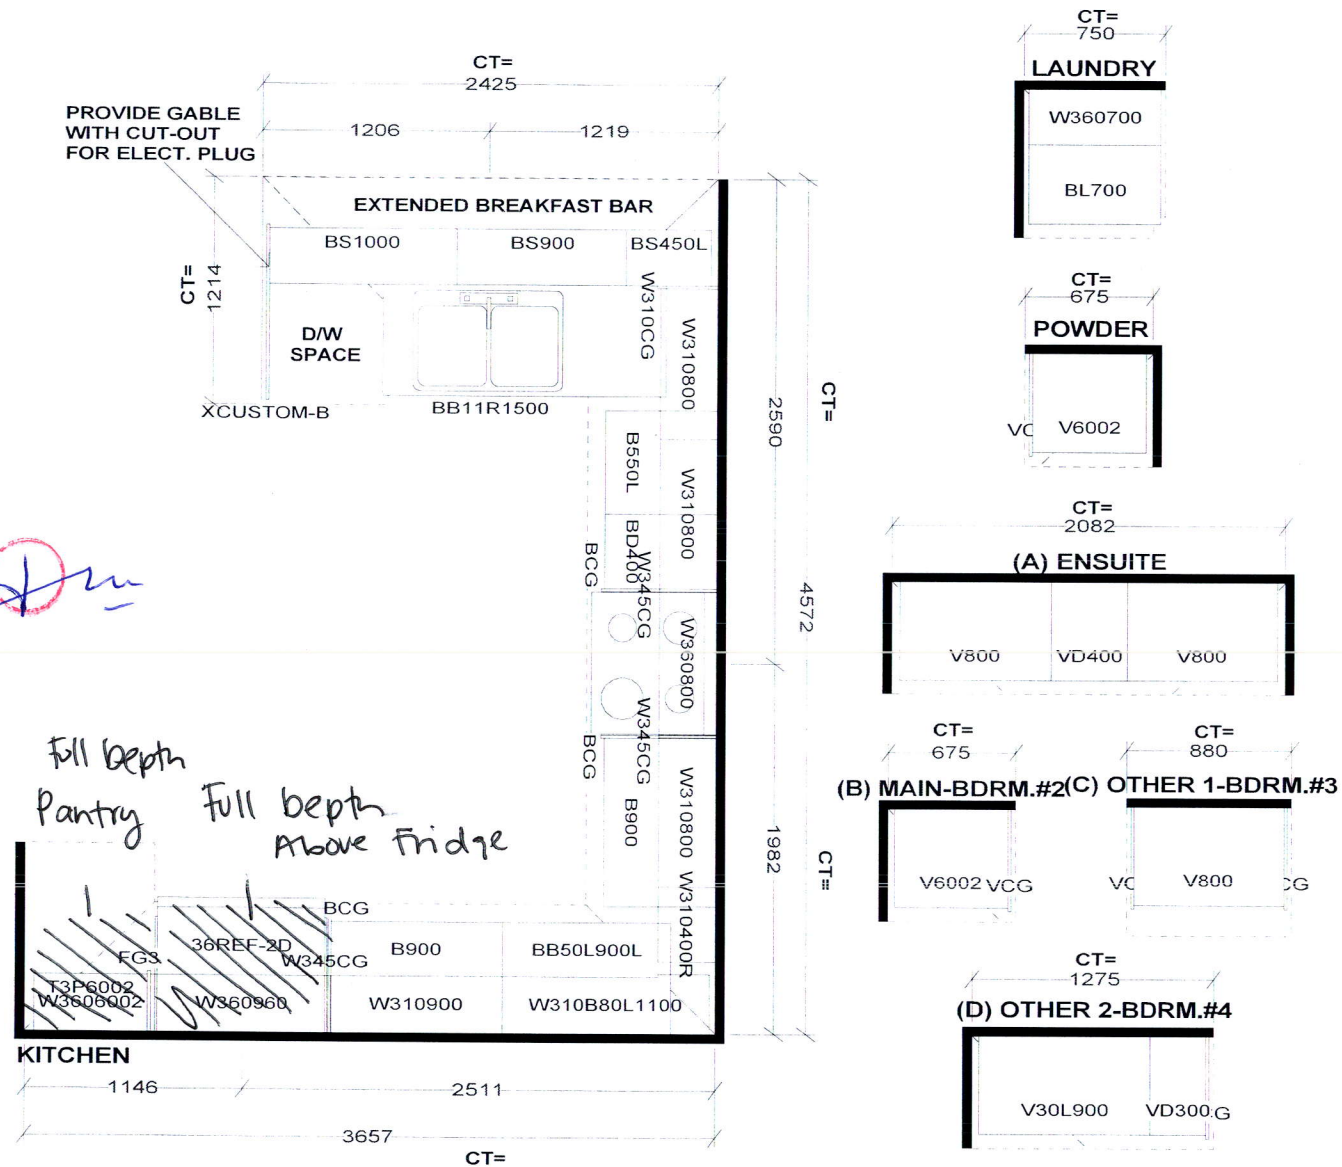 CT=
2425
1206
1219
PROVIDE GABLE
WITH CUT-OUT
FOR ELECT. PLUG
EXTENDED BREAKFAST BAR
BS1000
BS900
BS450L
CT=
1214
D/W
SPACE
W310CG
W310800
XCUSTOM-B
BB11R1500
2590
CT=
4572
B550L
W310800
BD400
W345CG
BCG
W360800
W345CG
BCG
B900
W310800
1982
CT=
W310400R
Full Depth
Pantry
Full Depth
Above Fridge
BCG
FG3
36REF-2D
W345CG
B900
BB50L900L
T3P6002
W3606002
W360960
W310900
W310B80L1100
KITCHEN
1146
2511
3657
CT=
CT=
750
LAUNDRY
W360700
BL700
CT=
675
POWDER
VC
V6002
CT=
2082
(A) ENSUITE
V800
VD400
V800
CT=
675
(B) MAIN-BDRM.#2
V6002
VCG
CT=
880
(C) OTHER 1-BDRM.#3
VC
V800
CG
CT=
1275
(D) OTHER 2-BDRM.#4
V30L900
VD300
G